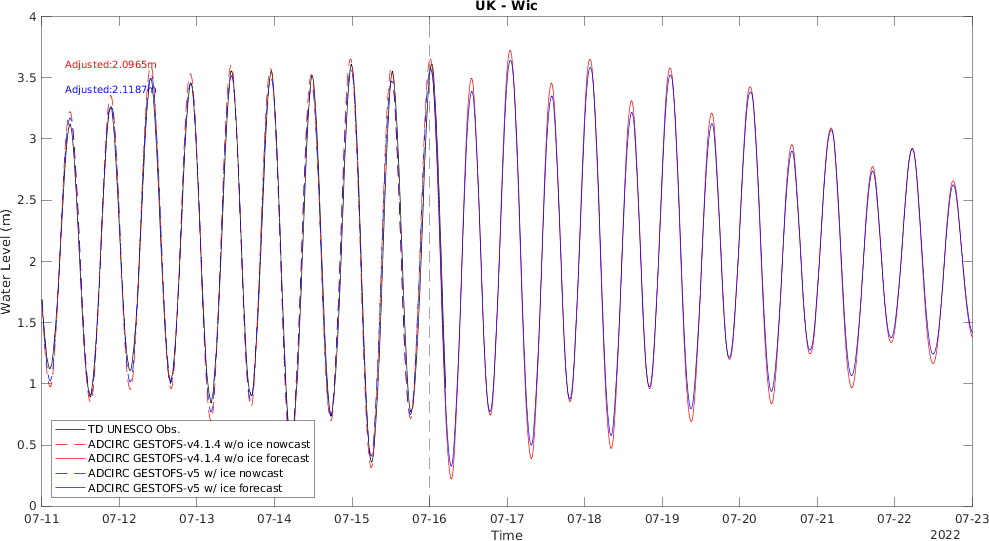 UK - Wic
4
3.5
3
2.5
2
1.5
1
0.5
0
Water Level (m)
Adjusted:2.0965m
Adjusted:2.1187m
TD UNESCO Obs.
ADCIRC GESTOFS-v4.1.4 w/o ice nowcast
ADCIRC GESTOFS-v4.1.4 w/o ice forecast
ADCIRC GESTOFS-v5 w/ ice nowcast
ADCIRC GESTOFS-v5 w/ ice forecast
07-11 07-12 07-13 07-14 07-15 07-16 07-17 07-18 07-19 07-20 07-21 07-22 07-23
Time
2022